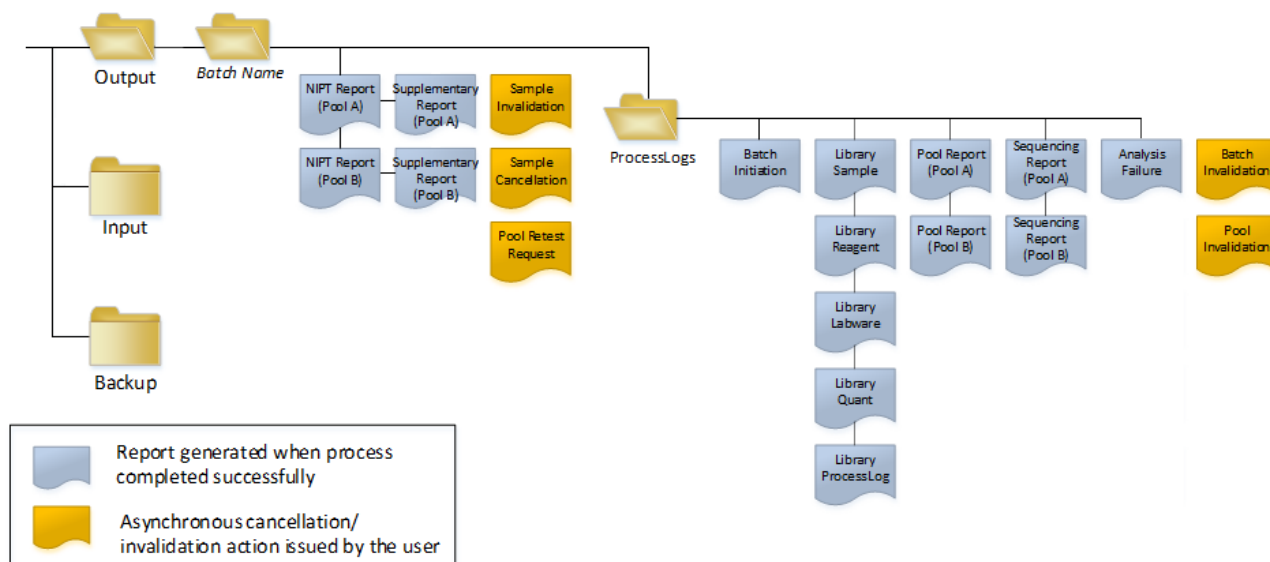 Output
Batch Name
NIPT Report
(Pool A)
Supplementary
Report
(Pool A)
Sample
Invalidation
NIPT Report
(Pool B)
Supplementary
Report
(Pool B)
Sample
Cancellation
Pool Retest
Request
ProcessLogs
Batch
Initiation
Library
Sample
Pool Report
(Pool A)
Sequencing
Report
(Pool A)
Analysis
Failure
Batch
Invalidation
Library
Reagent
Pool Report
(Pool B)
Sequencing
Report
(Pool B)
Pool
Invalidation
Library
Labware
Library
Quant
Library
ProcessLog
Input
Backup
Report generated when process
completed successfully
Asynchronous cancellation/
invalidation action issued by the user